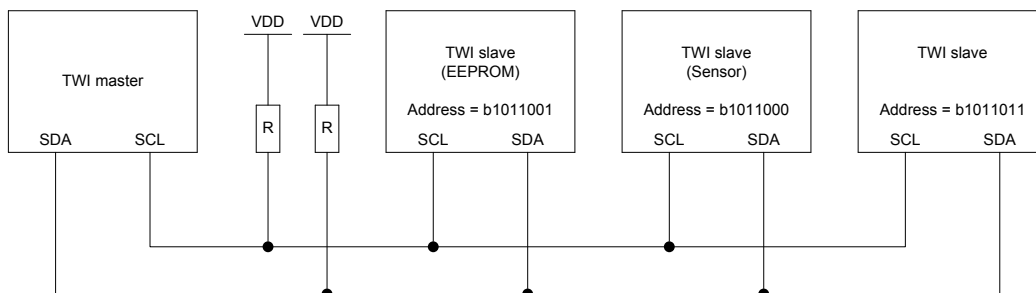 TWI master
SDA SCL
VDD VDD
R R
TWI slave
(EEPROM)
Address = b1011001
SCL SDA
TWI slave
(Sensor)
Address = b1011000
SCL SDA
TWI slave
Address = b1011011
SCL SDA